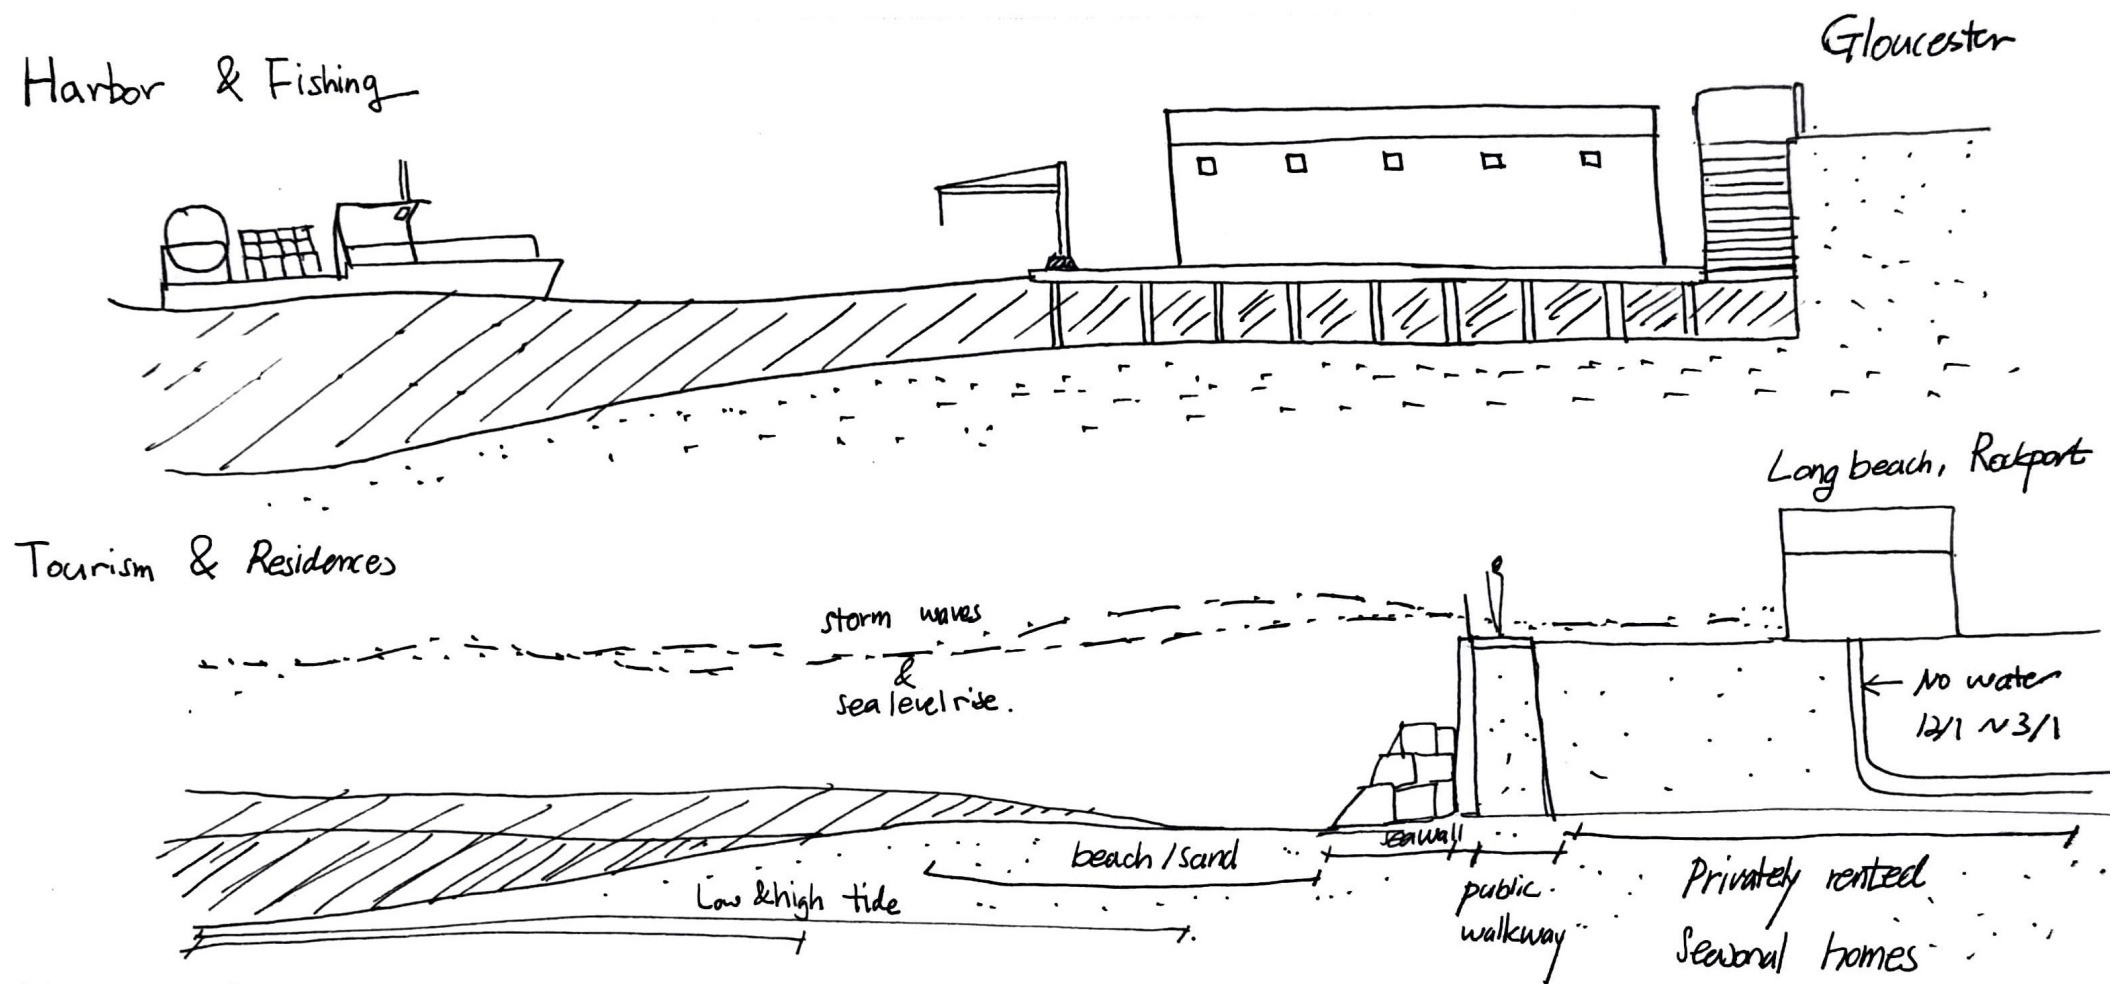 Gloucester
Harbor & Fishing
Long beach, Rockport
Tourism & Residences
storm waves
&
sea level rise.
No water
12/1 ~ 3/1
seawall
beach / sand
Low & high tide
public
walkway
Privately rented
Seasonal homes